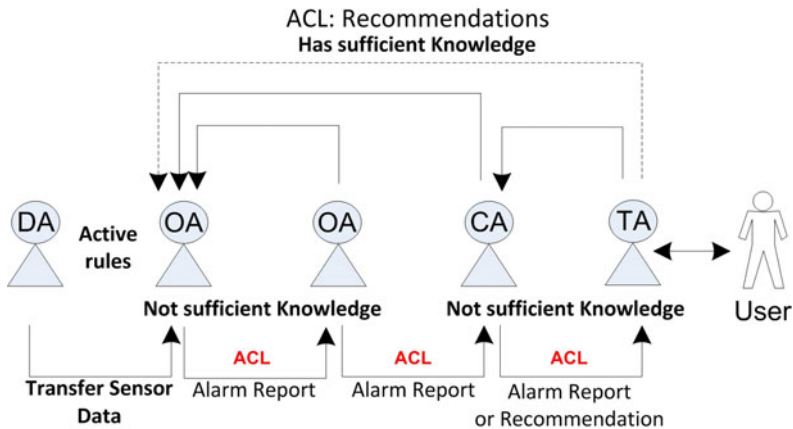 ACL: Recommendations
Has sufficient Knowledge
DA
Active
rules
OA
OA
CA
TA
User
Not sufficient Knowledge
Not sufficient Knowledge
Transfer Sensor
Data
ACL
Alarm Report
ACL
Alarm Report
ACL
Alarm Report
or Recommendation